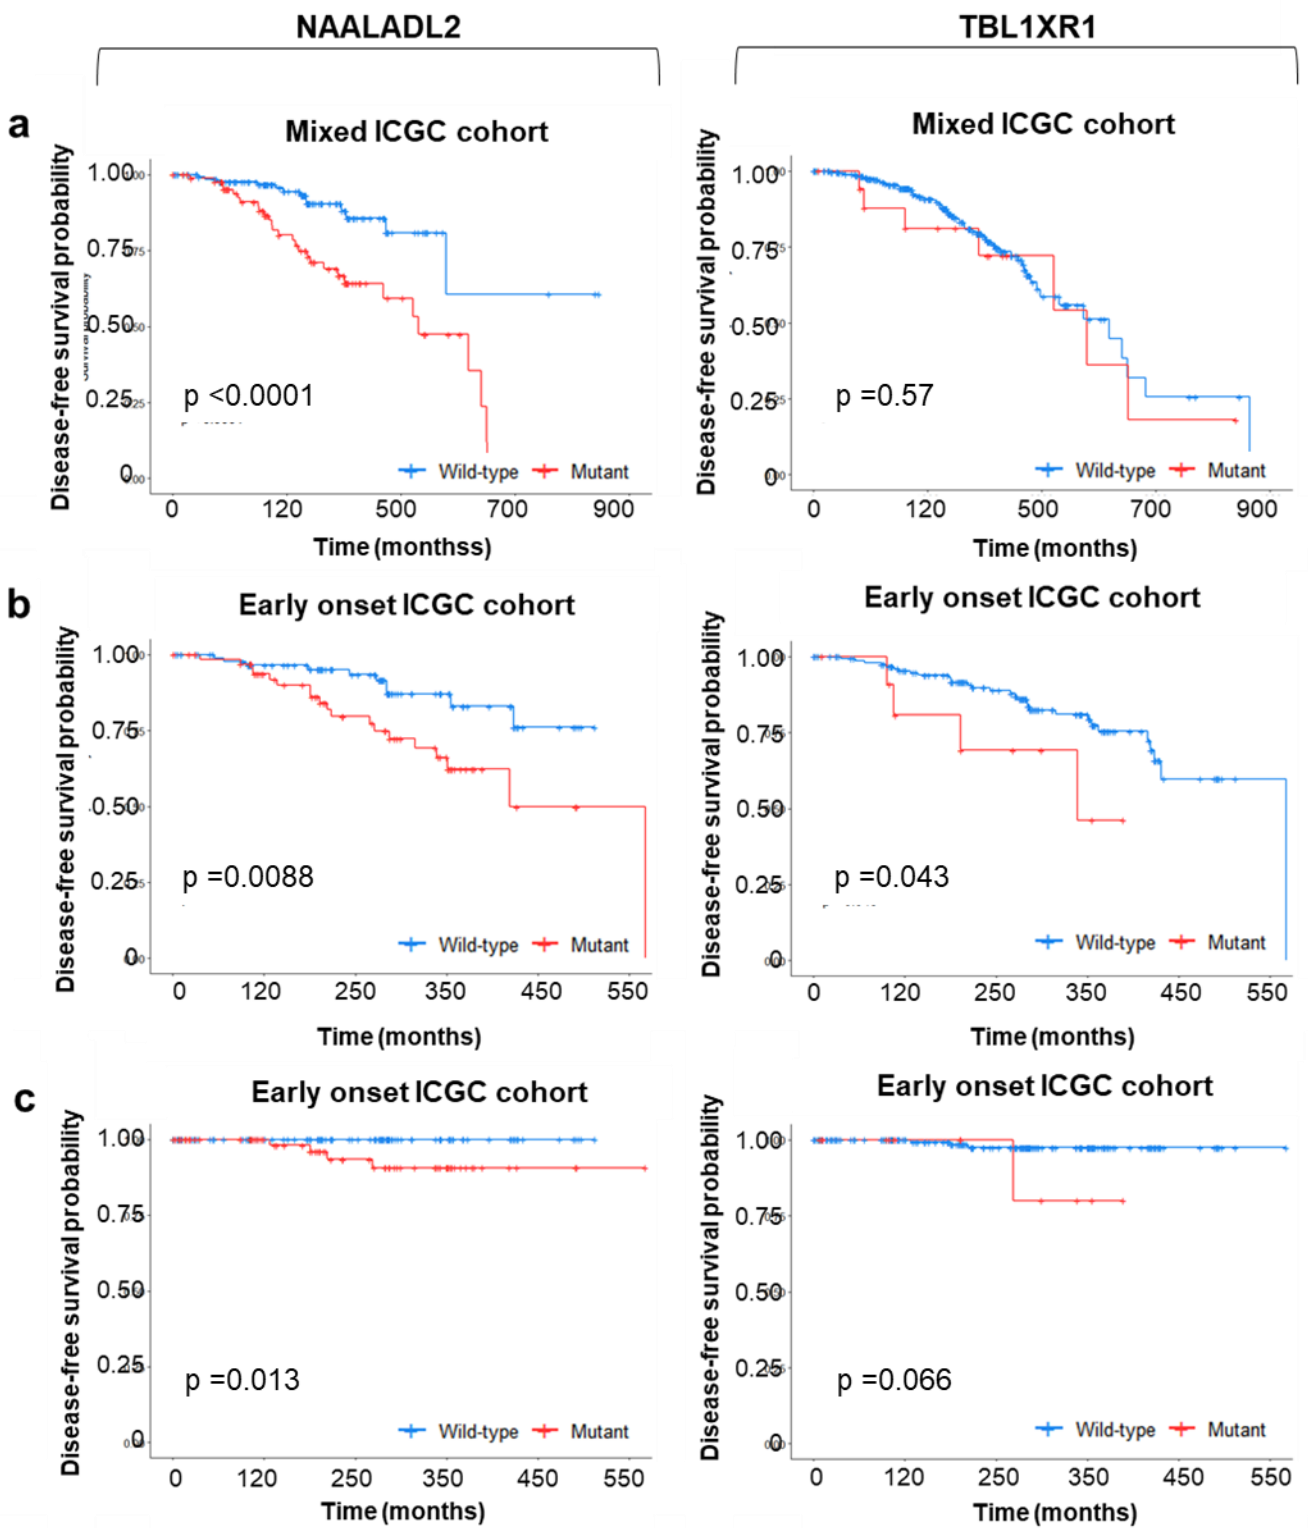 NAALADL2
TBL1XR1
a
Mixed ICGC cohort
Disease-free survival probability
1.00
0.75
0.50
0.25
0
p <0.0001
Wild-type Mutant
0 120 500 700 900
Time (monthss)
Mixed ICGC cohort
Disease-free survival probability
1.00
0.75
0.50
0.25
0
p =0.57
Wild-type Mutant
0 120 500 700 900
Time (months)
b
Early onset ICGC cohort
Disease-free survival probability
1.00
0.75
0.50
0.25
0
p =0.0088
Wild-type Mutant
0 120 250 350 450 550
Time (months)
Early onset ICGC cohort
Disease-free survival probability
1.00
0.75
0.50
0.25
0
p =0.043
Wild-type Mutant
0 120 250 350 450 550
Time (months)
c
Early onset ICGC cohort
Disease-free survival probability
1.00
0.75
0.50
0.25
0
p =0.013
Wild-type Mutant
0 120 250 350 450 550
Time (months)
Early onset ICGC cohort
Disease-free survival probability
1.00
0.75
0.50
0.25
0
p =0.066
Wild-type Mutant
0 120 250 350 450 550
Time (months)